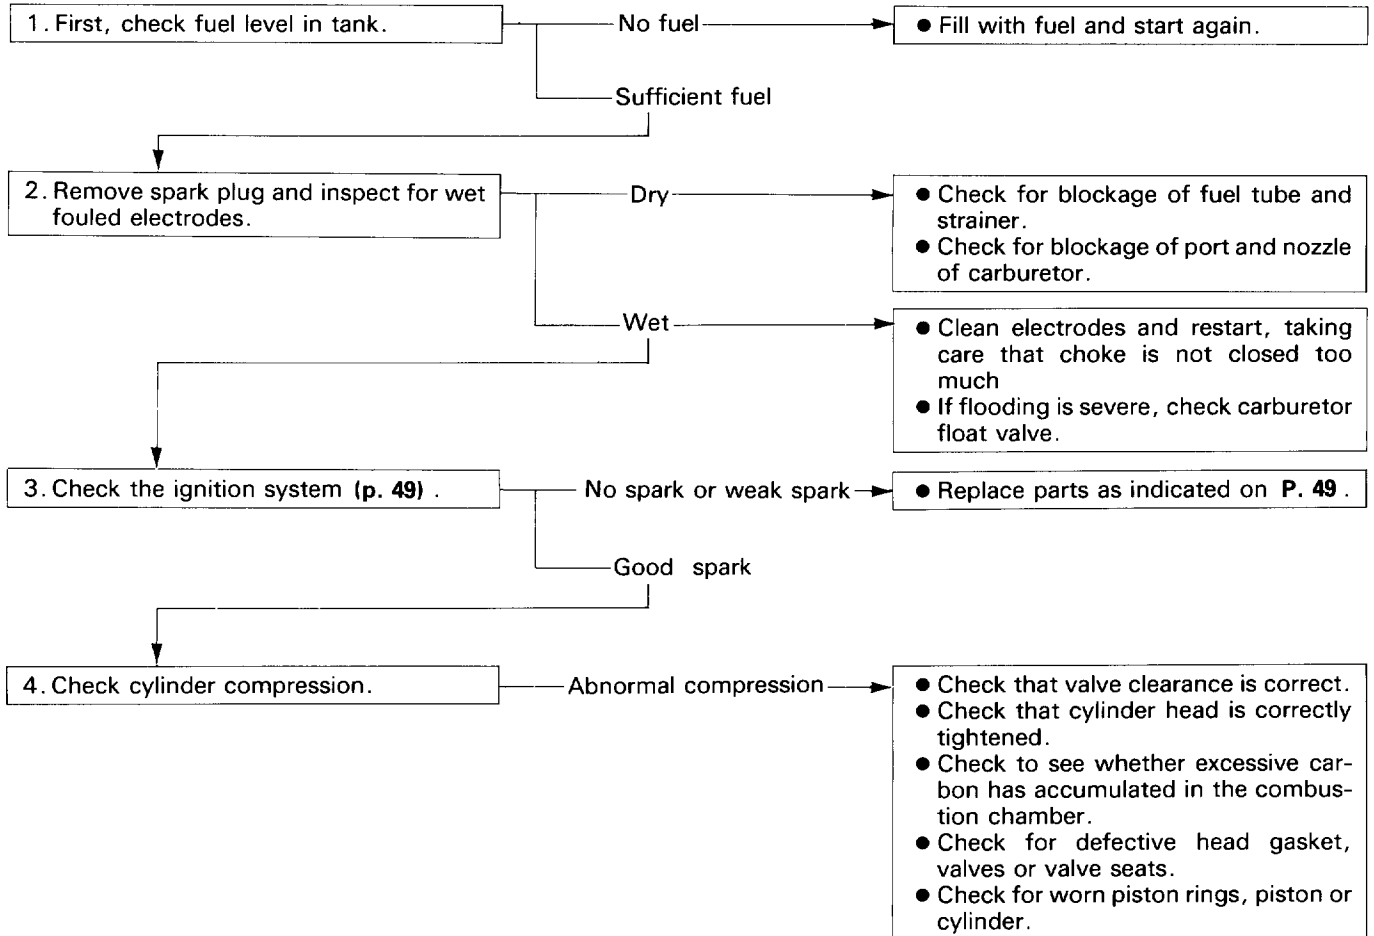 1. First, check fuel level in tank.
No fuel
● Fill with fuel and start again.
Sufficient fuel
2. Remove spark plug and inspect for wet
fouled electrodes.
Dry
● Check for blockage of fuel tube and
strainer.
● Check for blockage of port and nozzle
of carburetor.
Wet
● Clean electrodes and restart, taking
care that choke is not closed too
much
● If flooding is severe, check carburetor
float valve.
3. Check the ignition system (p. 49) .
No spark or weak spark
● Replace parts as indicated on P. 49 .
Good spark
4. Check cylinder compression.
Abnormal compression
● Check that valve clearance is correct.
● Check that cylinder head is correctly
tightened.
● Check to see whether excessive car-
bon has accumulated in the combus-
tion chamber.
● Check for defective head gasket,
valves or valve seats.
● Check for worn piston rings, piston or
cylinder.